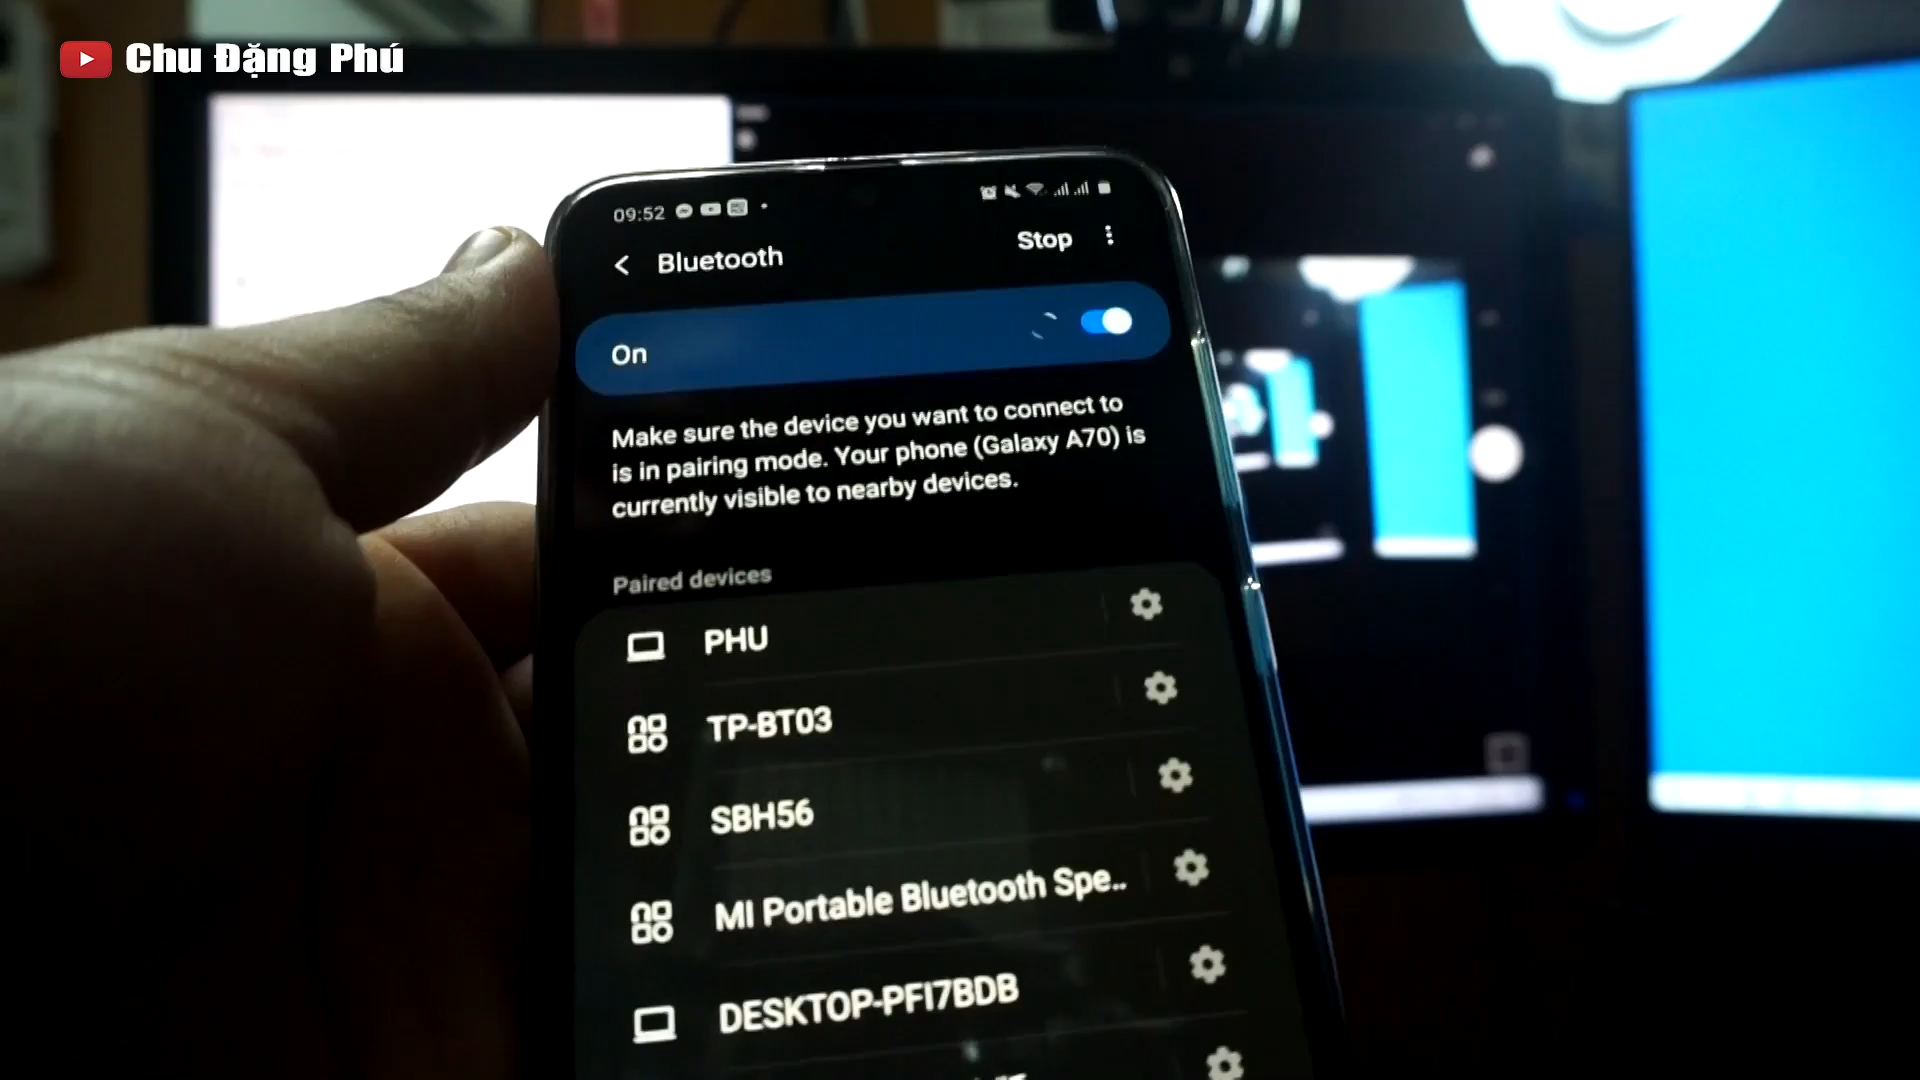 Chu Đặng Phú
09:52
Bluetooth
Stop
On
Make sure the device you want to connect to
is in pairing mode. Your phone (Galaxy A70) is
currently visible to nearby devices.
Paired devices
PHU
TP-BT03
SBH56
MI Portable Bluetooth Spe..
DESKTOP-PFI7BDB